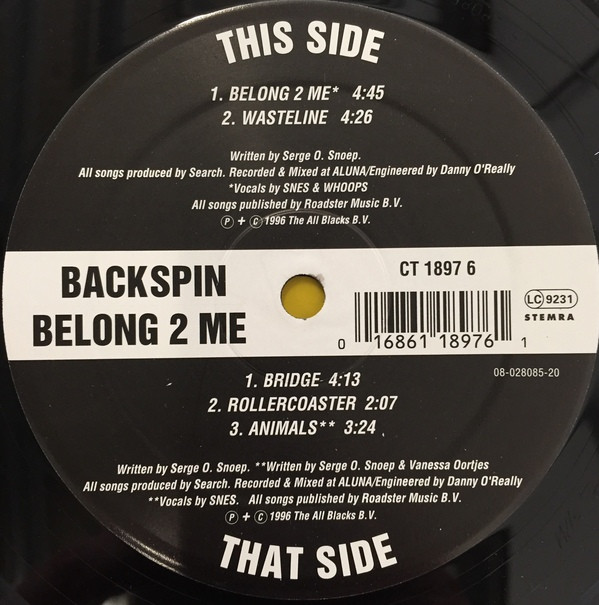 THIS SIDE
1. BELONG 2 ME* 4:45
2. WASTELINE 4:26
Written by Serge O. Snoep.
All songs produced by Search. Recorded & Mixed at ALUNA/Engineered by Danny O'Really
*Vocals by SNES & WHOOPS
All songs published by Roadster Music B.V.
Ⓟ + Ⓒ 1996 The All Blacks B.V.
BACKSPIN
BELONG 2 ME
CT 1897 6
LC 9231
STEMRA
0 16861 18976 1
08-028085-20
1. BRIDGE 4:13
2. ROLLERCOASTER 2:07
3. ANIMALS** 3:24
Written by Serge O. Snoep. **Written by Serge O. Snoep & Vanessa Oortjes
All songs produced by Search. Recorded & Mixed at ALUNA/Engineered by Danny O'Really
**Vocals by SNES. All songs published by Roadster Music B.V.
Ⓟ + Ⓒ 1996 The All Blacks B.V.
THAT SIDE